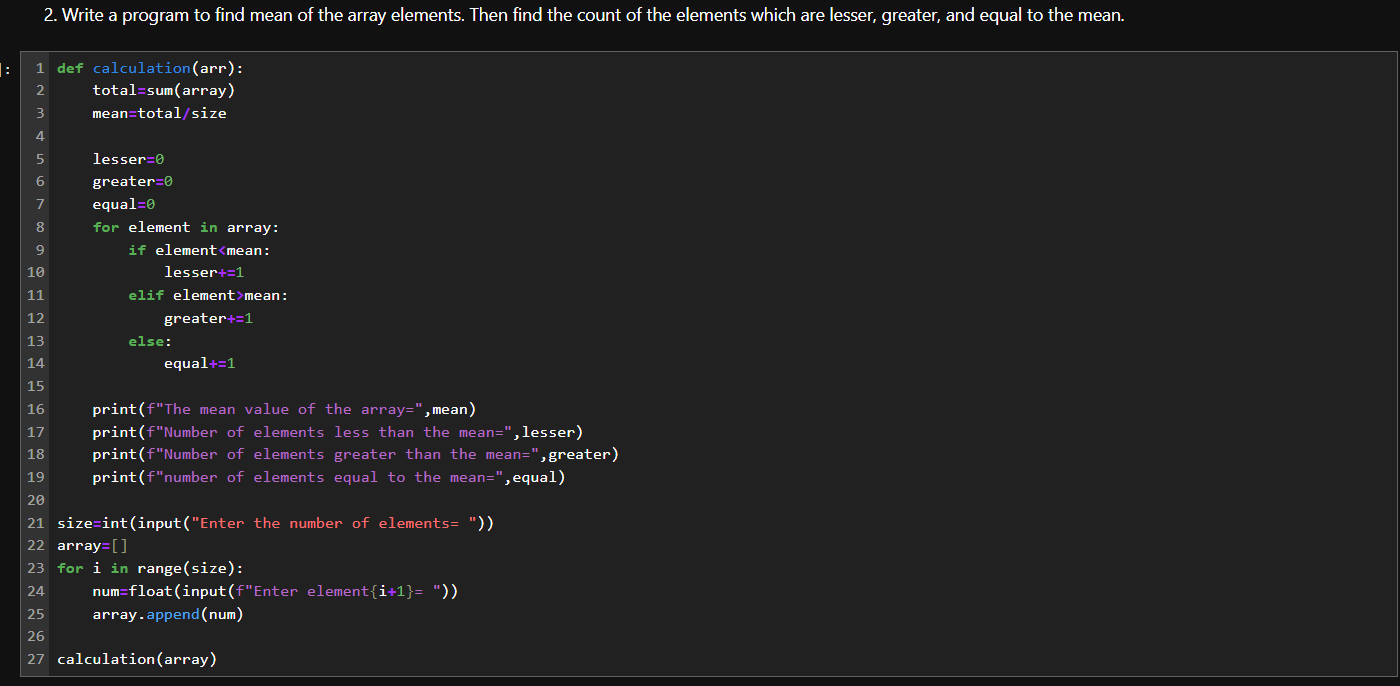 2. Write a program to find mean of the array elements. Then find the count of the elements which are lesser, greater, and equal to the mean.
]:
1 def calculation(arr):
2     total=sum(array)
3     mean=total/size
4
5     lesser=0
6     greater=0
7     equal=0
8     for element in array:
9         if element<mean:
10             lesser+=1
11         elif element>mean:
12             greater+=1
13         else:
14             equal+=1
15
16     print(f"The mean value of the array=",mean)
17     print(f"Number of elements less than the mean=",lesser)
18     print(f"Number of elements greater than the mean=",greater)
19     print(f"number of elements equal to the mean=",equal)
20
21 size=int(input("Enter the number of elements= "))
22 array=[]
23 for i in range(size):
24     num=float(input(f"Enter element{i+1}= "))
25     array.append(num)
26
27 calculation(array)